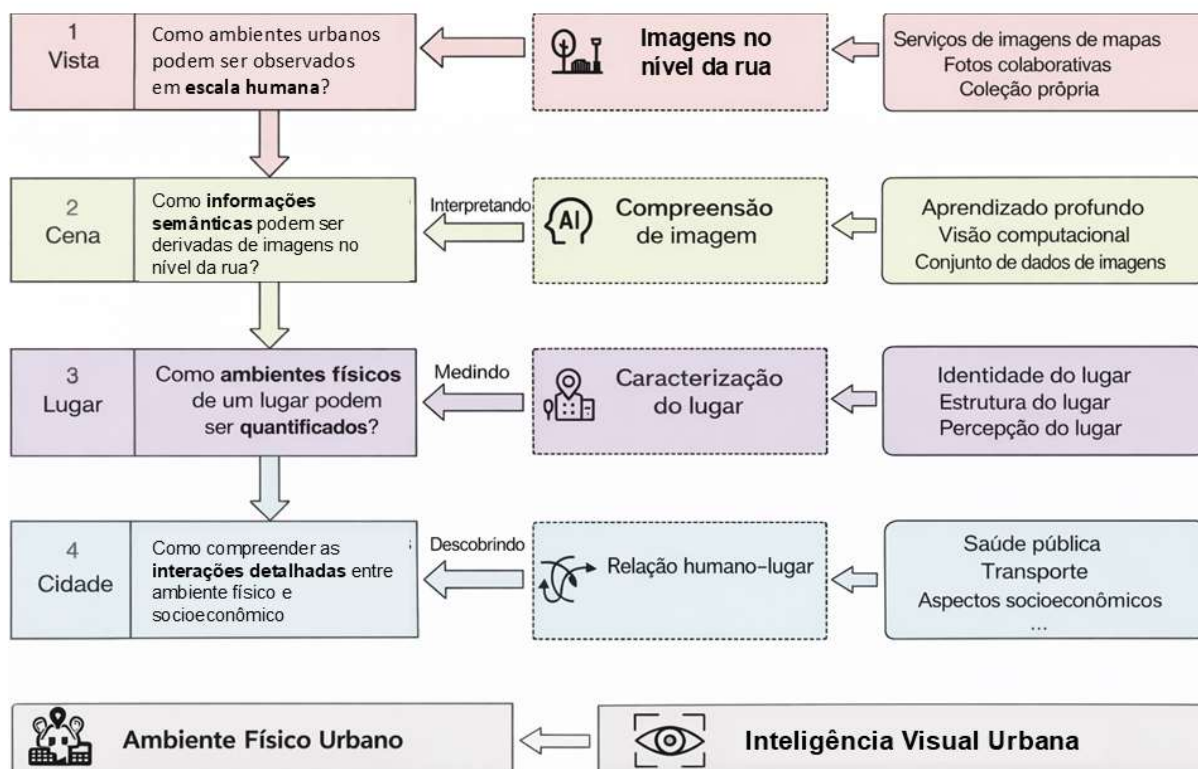 1
Vista
Como ambientes urbanos
podem ser observados
em escala humana?
Imagens no
nível da rua
Serviços de imagens de mapas
Fotos colaborativas
Coleção própria
2
Cena
Como informações
semânticas podem ser
derivadas de imagens no
nível da rua?
Interpretando
AI
Compreensão
de imagem
Aprendizado profundo
Visão computacional
Conjunto de dados de imagens
3
Lugar
Como ambientes físicos
de um lugar podem
ser quantificados?
Medindo
Caracterização
do lugar
Identidade do lugar
Estrutura do lugar
Percepção do lugar
4
Cidade
Como compreender as
interações detalhadas entre
ambiente físico e
socioeconômico
Descobrindo
Relação humano–lugar
Saúde pública
Transporte
Aspectos socioeconômicos
...
Ambiente Físico Urbano
Inteligência Visual Urbana